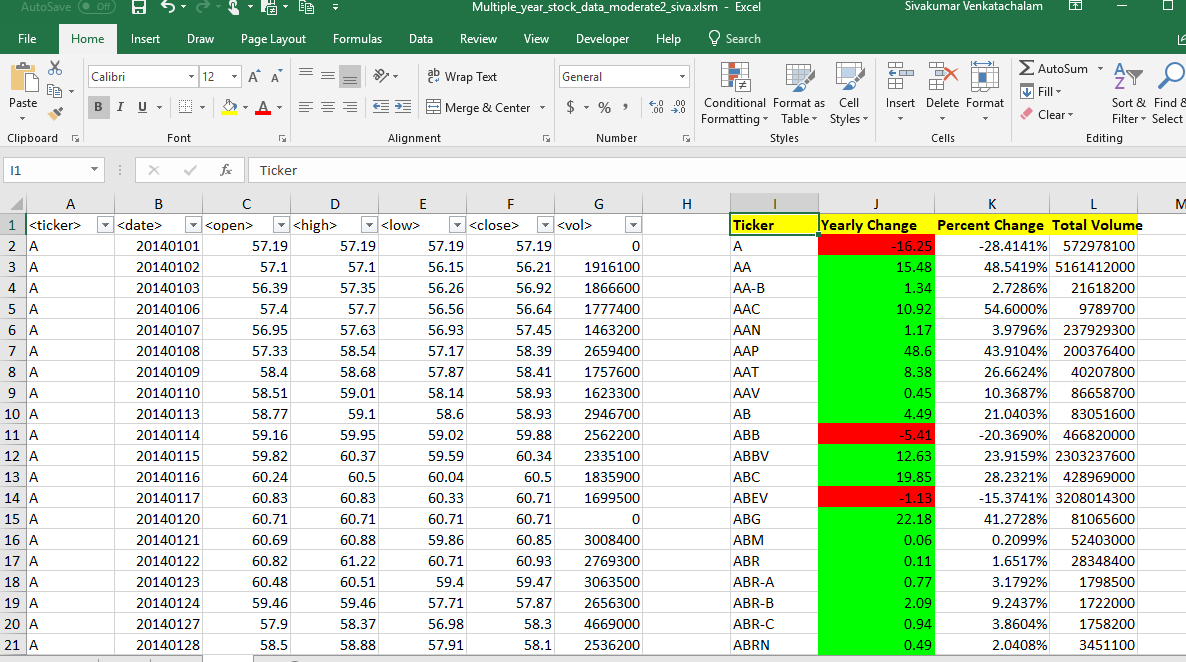 AutoSave Off Multiple_year_stock_data_moderate2_siva.xlsm - Excel Sivakumar Venkatachalam
File Home Insert Draw Page Layout Formulas Data Review View Developer Help Search
Calibri 12 A A ab Wrap Text General AutoSum
Paste B I U A Merge & Center $ % , .00 Conditional Formatting Format as Table Cell Styles Insert Delete Format Fill Clear Sort & Filter Find & Select
Clipboard Font Alignment Number Styles Cells Editing
I1 fx Ticker
A B C D E F G H I J K L M
1 <ticker> <date> <open> <high> <low> <close> <vol> Ticker Yearly Change Percent Change Total Volume
2 A 20140101 57.19 57.19 57.19 57.19 0 A -16.25 -28.4141% 572978100
3 A 20140102 57.1 57.1 56.15 56.21 1916100 AA 15.48 48.5419% 5161412000
4 A 20140103 56.39 57.35 56.26 56.92 1866600 AA-B 1.34 2.7286% 21618200
5 A 20140106 57.4 57.7 56.56 56.64 1777400 AAC 10.92 54.6000% 9789700
6 A 20140107 56.95 57.63 56.93 57.45 1463200 AAN 1.17 3.9796% 237929300
7 A 20140108 57.33 58.54 57.17 58.39 2659400 AAP 48.6 43.9104% 200376400
8 A 20140109 58.4 58.68 57.87 58.41 1757600 AAT 8.38 26.6624% 40207800
9 A 20140110 58.51 59.01 58.14 58.93 1623300 AAV 0.45 10.3687% 86658700
10 A 20140113 58.77 59.1 58.6 58.93 2946700 AB 4.49 21.0403% 83051600
11 A 20140114 59.16 59.95 59.02 59.88 2562200 ABB -5.41 -20.3690% 466820000
12 A 20140115 59.82 60.37 59.59 60.34 2335100 ABBV 12.63 23.9159% 2303237600
13 A 20140116 60.24 60.5 60.04 60.5 1835900 ABC 19.85 28.2321% 428969000
14 A 20140117 60.83 60.83 60.33 60.71 1699500 ABEV -1.13 -15.3741% 3208014300
15 A 20140120 60.71 60.71 60.71 60.71 0 ABG 22.18 41.2728% 81065600
16 A 20140121 60.69 60.88 59.86 60.85 3008400 ABM 0.06 0.2099% 52403000
17 A 20140122 60.82 61.22 60.71 60.93 2769300 ABR 0.11 1.6517% 28348400
18 A 20140123 60.48 60.51 59.4 59.47 3063500 ABR-A 0.77 3.1792% 1798500
19 A 20140124 59.46 59.46 57.71 57.87 2656300 ABR-B 2.09 9.2437% 1722000
20 A 20140127 57.9 58.37 56.98 58.3 4669000 ABR-C 0.94 3.8604% 1758200
21 A 20140128 58.5 58.88 57.91 58.1 2536200 ABRN 0.49 2.0408% 3451100